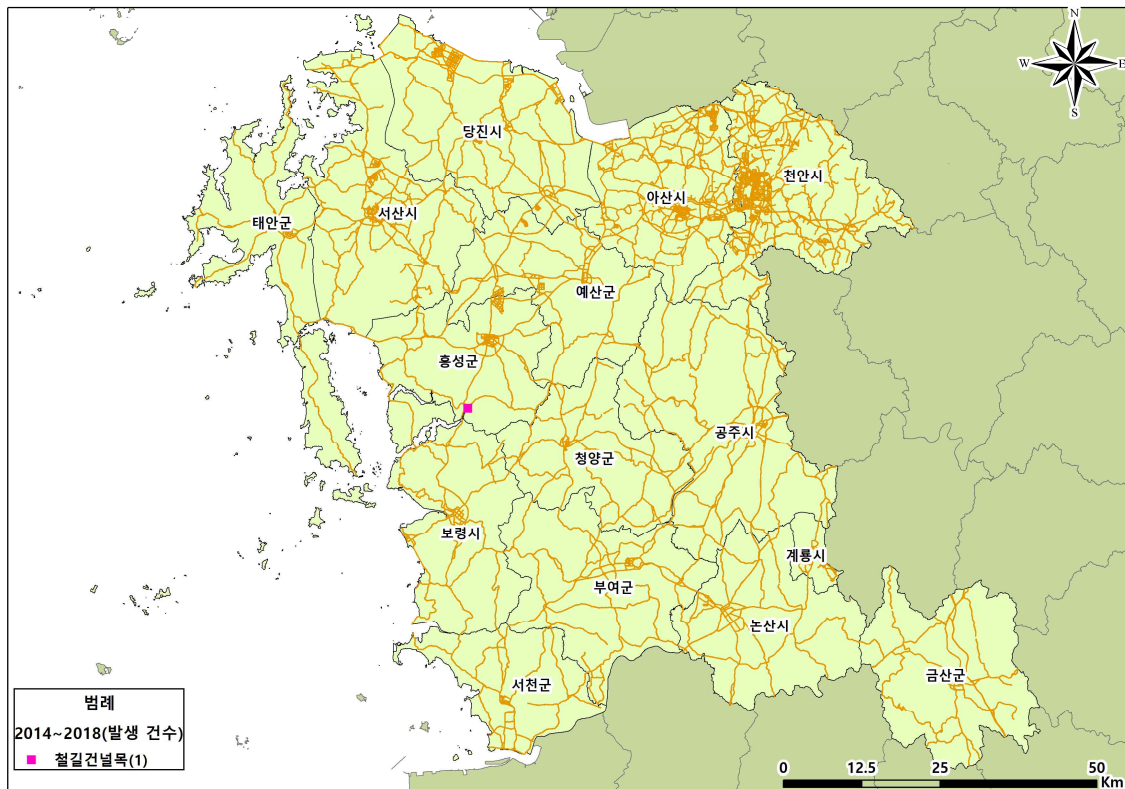 N
W E
S
당진시
천안시
아산시
서산시
태안군
예산군
홍성군
공주시
청양군
보령시
계룡시
부여군
논산시
금산군
서천군
범례
2014~2018(발생 건수)
철길건널목(1)
0 12.5 25 50
Km